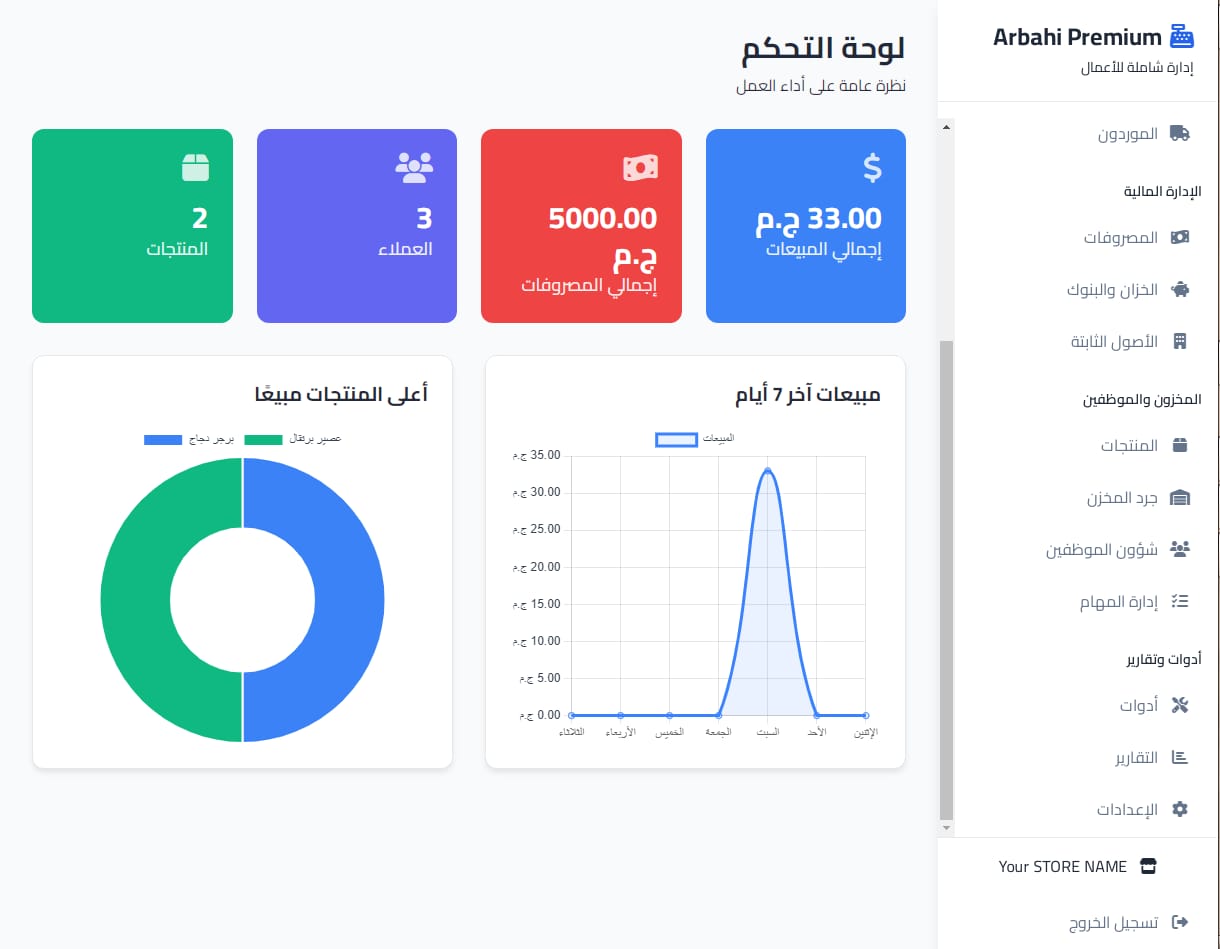 Arbahi Premium
إدارة شاملة للأعمال
الموردون
الإدارة المالية
المصروفات
الخزان والبنوك
الأصول الثابتة
المخزون والموظفين
المنتجات
جرد المخزن
شؤون الموظفين
إدارة المهام
أدوات وتقارير
أدوات
التقارير
الإعدادات
Your STORE NAME
تسجيل الخروج
لوحة التحكم
نظرة عامة على أداء العمل
33.00 ج.م
إجمالي المبيعات
5000.00
ج.م
إجمالي المصروفات
3
العملاء
2
المنتجات
مبيعات آخر 7 أيام
المبيعات
35.00 ج.م
30.00 ج.م
25.00 ج.م
20.00 ج.م
15.00 ج.م
10.00 ج.م
5.00 ج.م
0.00 ج.م
الإثنين الأحد السبت الجمعة الخميس الأربعاء الثلاثاء
أعلى المنتجات مبيعًا
عصير برتقال برجر دجاج